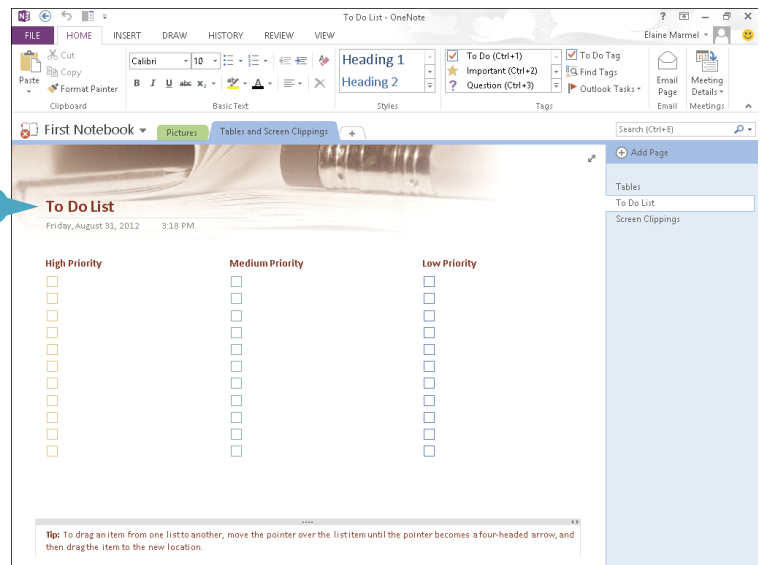 To Do List - OneNote
FILE HOME INSERT DRAW HISTORY REVIEW VIEW Elaine Marmel
Paste
Cut
Copy
Format Painter
Clipboard
Calibri 10
B I U abc x₂ aby A
Basic Text
Heading 1
Heading 2
Styles
To Do (Ctrl+1)
Important (Ctrl+2)
Question (Ctrl+3)
To Do Tag
Find Tags
Outlook Tasks
Tags
Email
Page
Email
Meeting
Details
Meetings
First Notebook Pictures Tables and Screen Clippings +
Search (Ctrl+E)
Add Page
Tables
To Do List
Screen Clippings
To Do List
Friday, August 31, 2012 3:18 PM
High Priority Medium Priority Low Priority
Tip: To drag an item from one list to another, move the pointer over the list item until the pointer becomes a four-headed arrow, and
then drag the item to the new location.